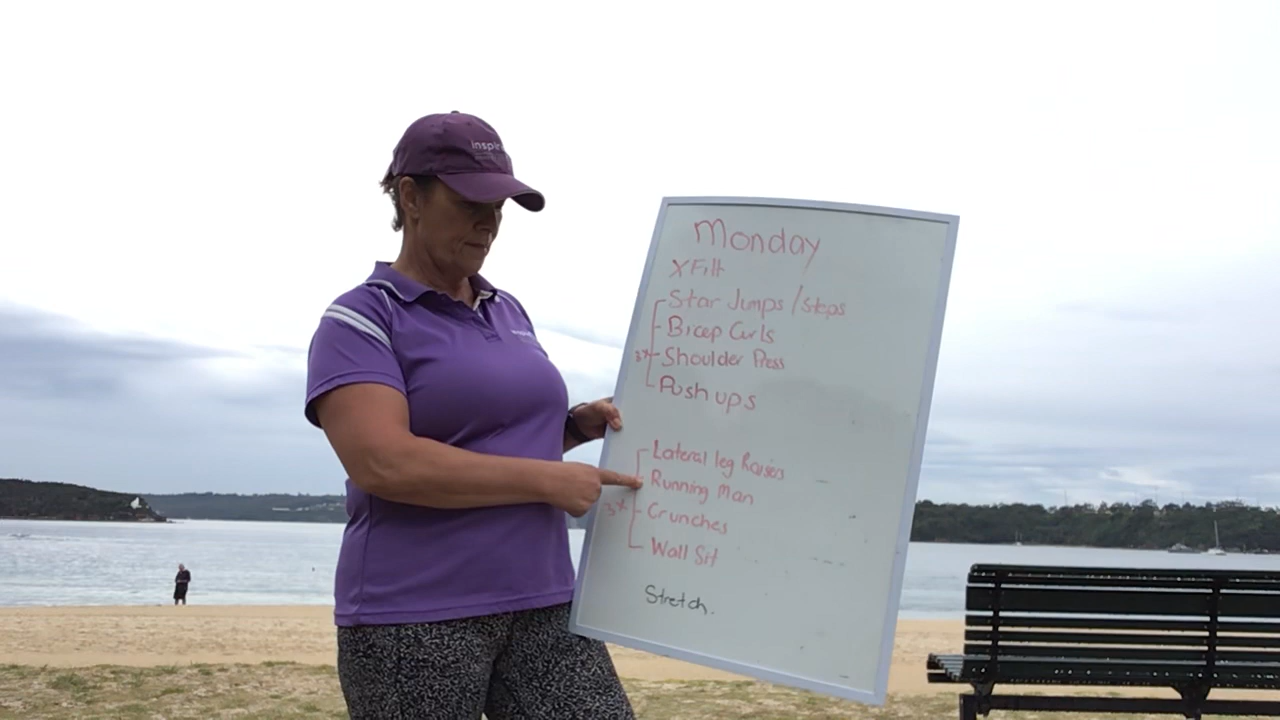 Monday
XFit
Star Jumps / Steps
Bicep Curls
3x
Shoulder Press
Push ups
Lateral leg Raises
Running Man
3x
Crunches
Wall Sit
Stretch.